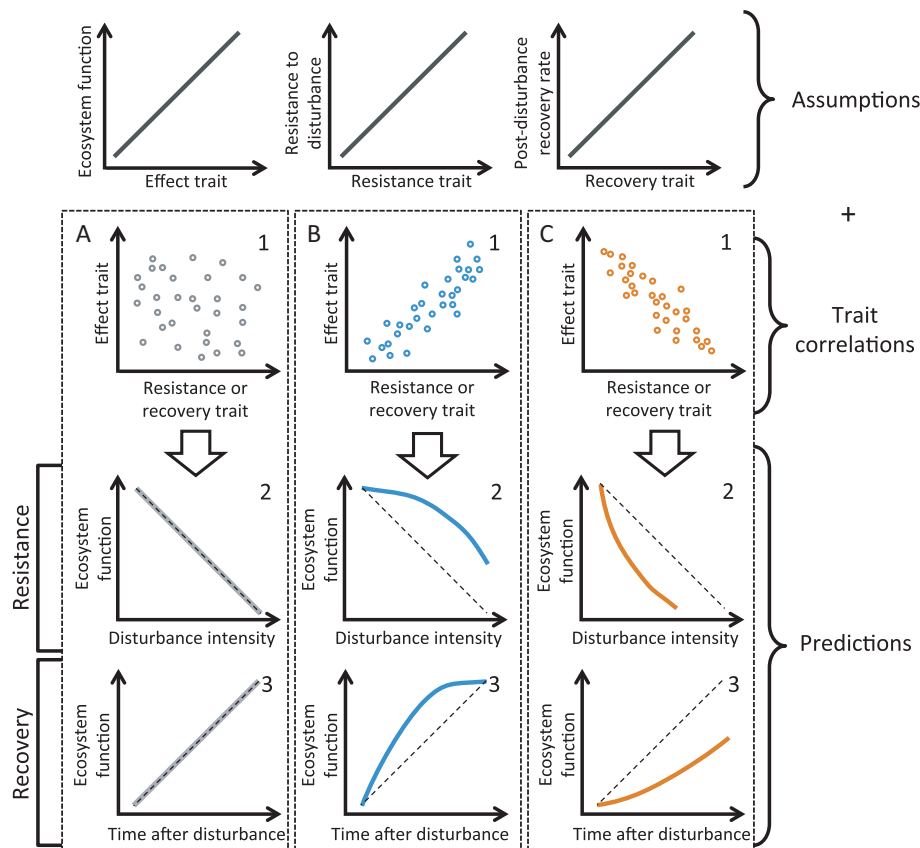 Ecosystem function
Effect trait
Resistance to
disturbance
Resistance trait
Post-disturbance
recovery rate
Recovery trait
Assumptions
+
A
1
Effect trait
Resistance or
recovery trait
B
1
Effect trait
Resistance or
recovery trait
C
1
Effect trait
Resistance or
recovery trait
Trait
correlations
Resistance
2
Ecosystem
function
Disturbance intensity
2
Ecosystem
function
Disturbance intensity
2
Ecosystem
function
Disturbance intensity
Predictions
Recovery
3
Ecosystem
function
Time after disturbance
3
Ecosystem
function
Time after disturbance
3
Ecosystem
function
Time after disturbance